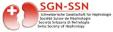 SGN-SSN
Schweizerische Gesellschaft für Nephrologie
Société Suisse de Néphrologie
Società Svizzera di Nefrologia
Swiss Society of Nephrology